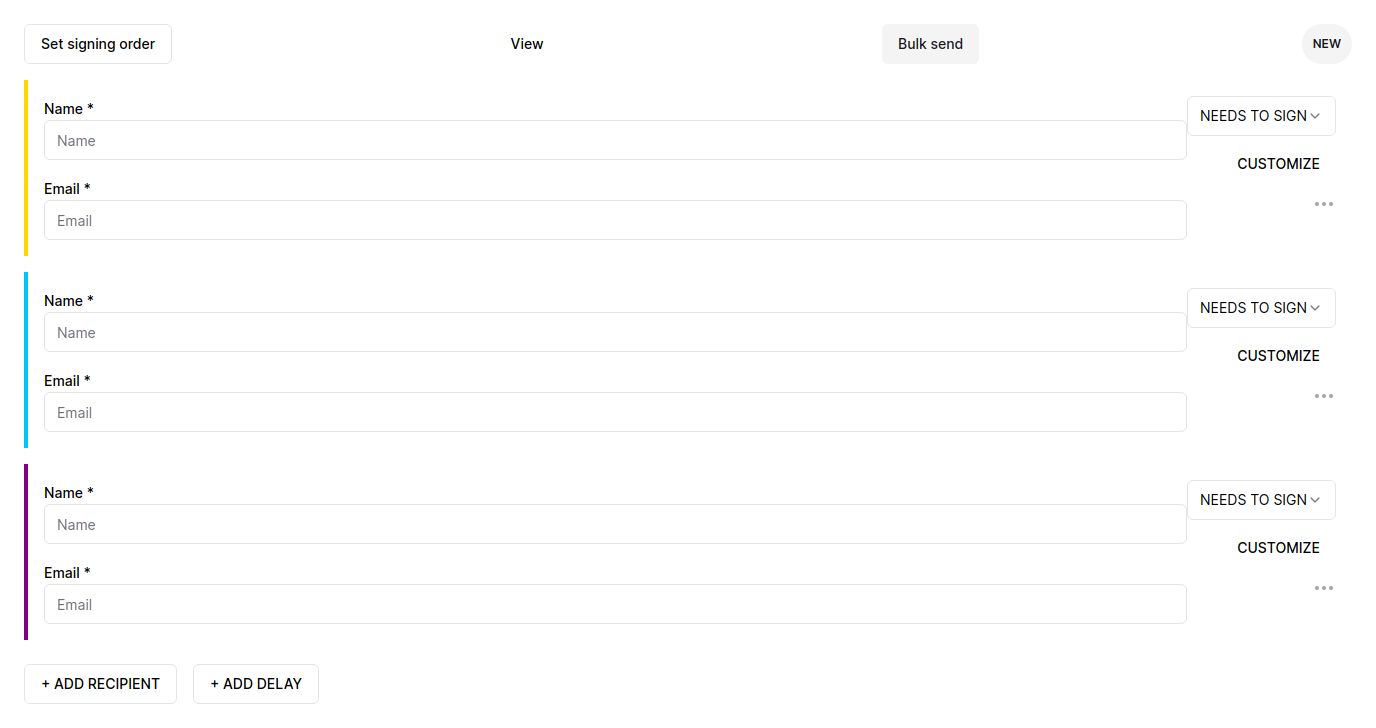 Set signing order
View
Bulk send
NEW
Name *
Name
NEEDS TO SIGN
CUSTOMIZE
Email *
Email
Name *
Name
NEEDS TO SIGN
CUSTOMIZE
Email *
Email
Name *
Name
NEEDS TO SIGN
CUSTOMIZE
Email *
Email
+ ADD RECIPIENT
+ ADD DELAY